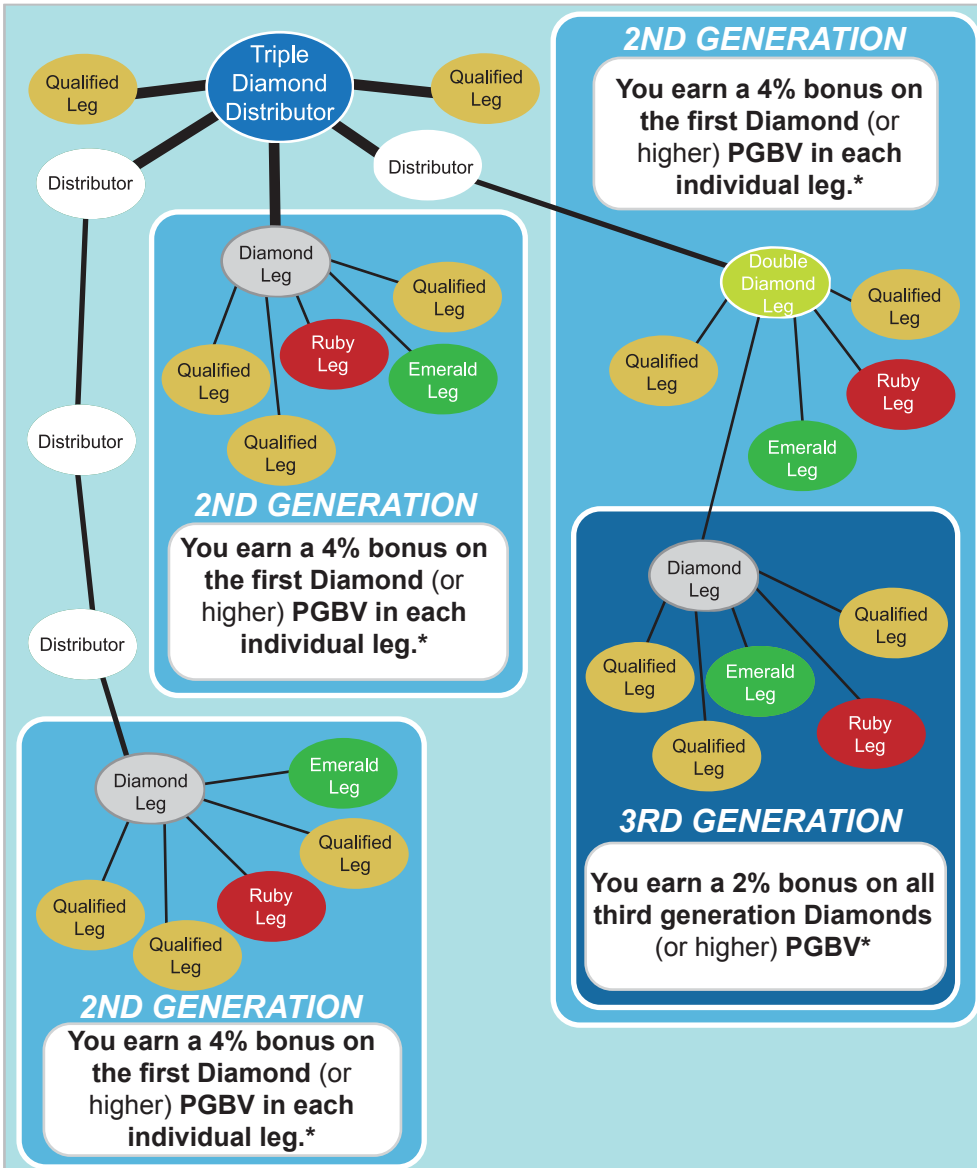 Triple
Diamond
Distributor
Qualified
Leg
Qualified
Leg
Distributor
Distributor
Distributor
Distributor
Diamond
Leg
Qualified
Leg
Ruby
Leg
Emerald
Leg
Qualified
Leg
Qualified
Leg
2ND GENERATION
You earn a 4% bonus on
the first Diamond (or
higher) PGBV in each
individual leg.*
Diamond
Leg
Emerald
Leg
Qualified
Leg
Ruby
Leg
Qualified
Leg
Qualified
Leg
2ND GENERATION
You earn a 4% bonus on
the first Diamond (or
higher) PGBV in each
individual leg.*
2ND GENERATION
You earn a 4% bonus on
the first Diamond (or
higher) PGBV in each
individual leg.*
Double
Diamond
Leg
Qualified
Leg
Qualified
Leg
Ruby
Leg
Emerald
Leg
Diamond
Leg
Qualified
Leg
Qualified
Leg
Emerald
Leg
Ruby
Leg
Qualified
Leg
3RD GENERATION
You earn a 2% bonus on all
third generation Diamonds
(or higher) PGBV*